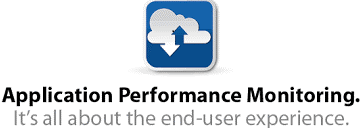 Application Performance Monitoring.
It's all about the end-user experience.